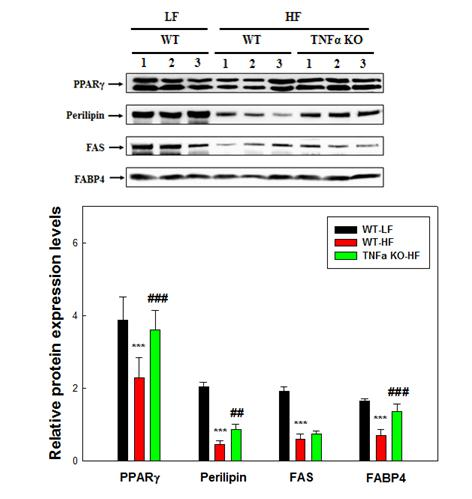 LF HF
WT WT TNFα KO
1 2 3 1 2 3 1 2 3
PPARγ
Perilipin
FAS
FABP4
Relative protein expression levels
6
4
2
0
WT-LF
WT-HF
TNFa KO-HF
***
###
***
##
***
***
###
PPARγ Perilipin FAS FABP4